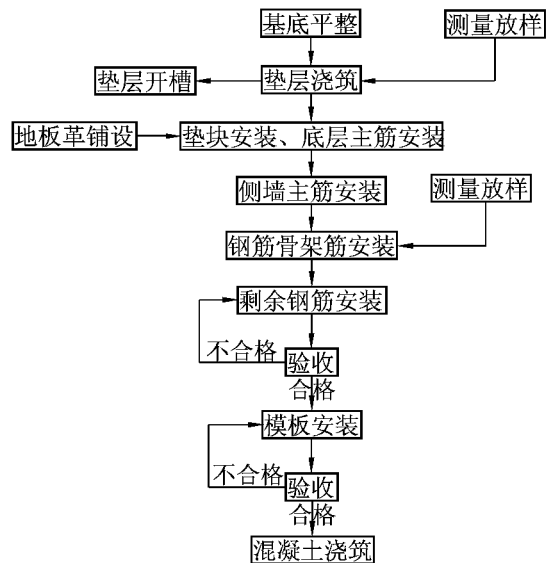 基底平整
测量放样
垫层开槽
垫层浇筑
地板革铺设
垫块安装、底层主筋安装
侧墙主筋安装
测量放样
钢筋骨架筋安装
剩余钢筋安装
不合格
验收
合格
模板安装
不合格
验收
合格
混凝土浇筑